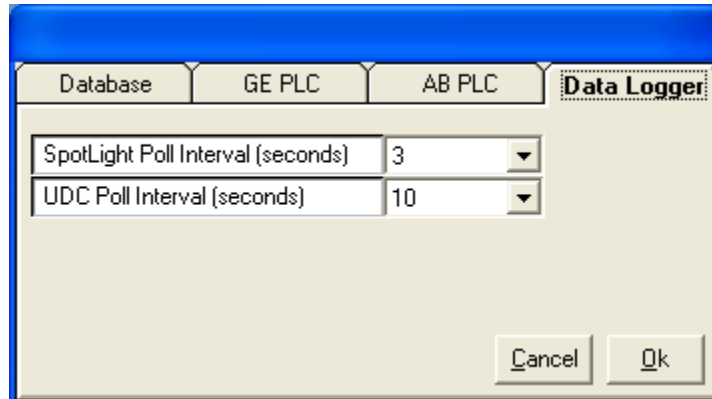 Database GE PLC AB PLC Data Logger
SpotLight Poll Interval (seconds) 3
UDC Poll Interval (seconds) 10
Cancel Ok